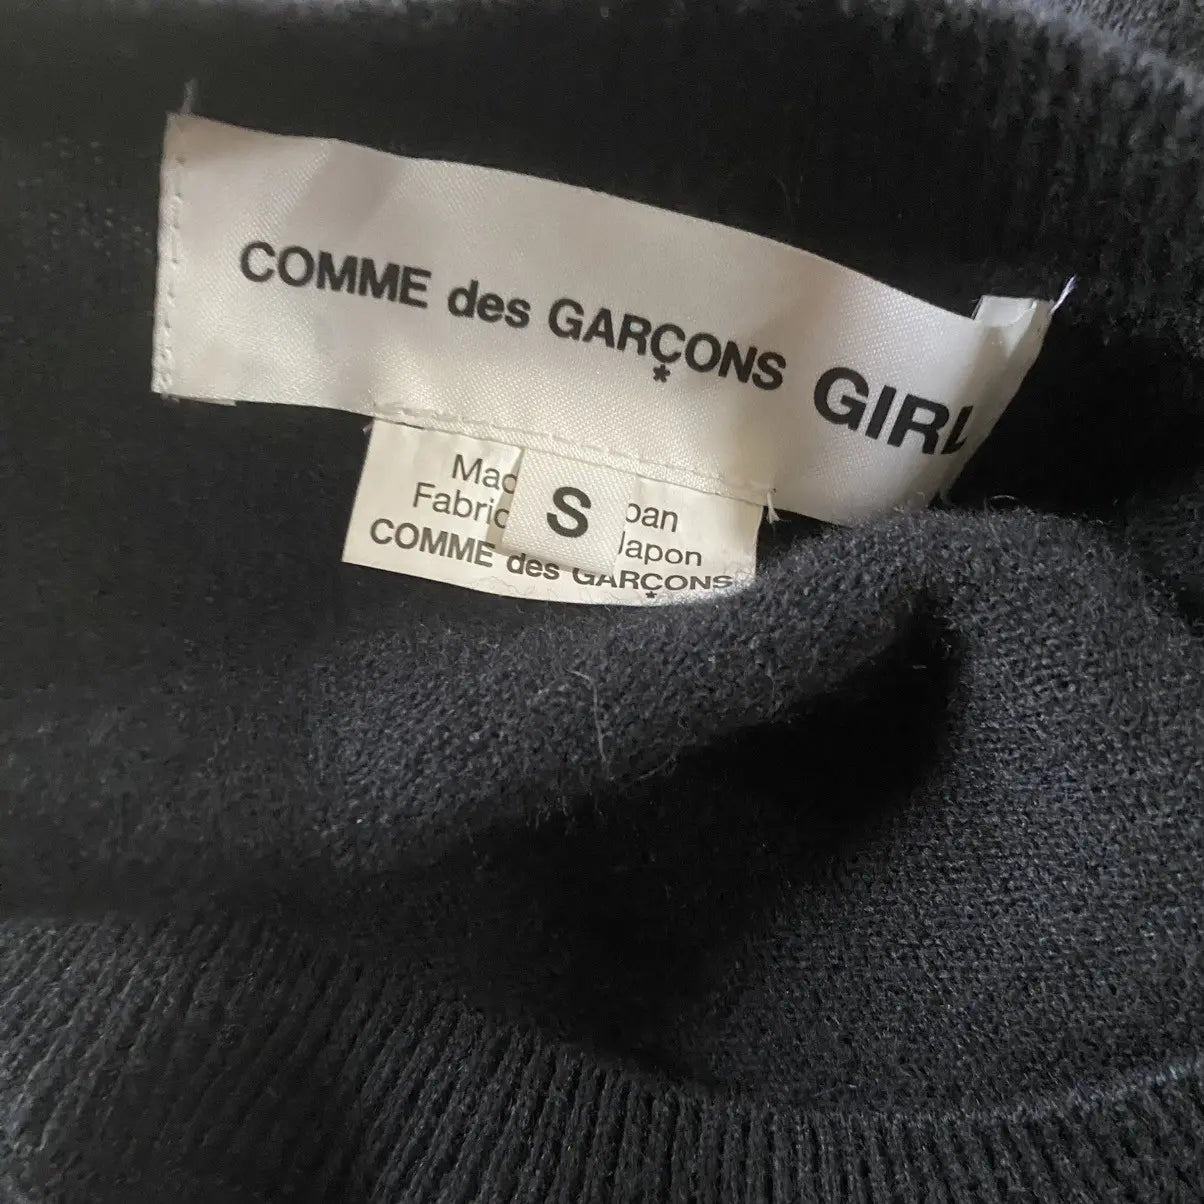 COMME des GARÇONS GIRL
*
Mad
Fabric
S
pan
Japon
COMME des GARÇONS
*